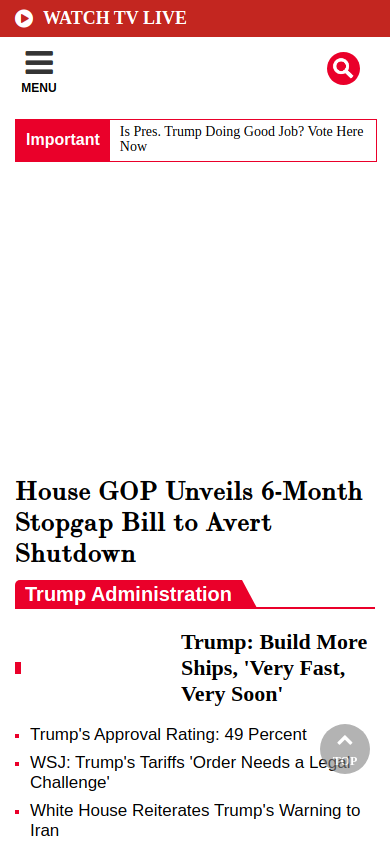 WATCH TV LIVE
MENU
Important
Is Pres. Trump Doing Good Job? Vote Here
Now
House GOP Unveils 6-Month
Stopgap Bill to Avert
Shutdown
Trump Administration
Trump: Build More
Ships, 'Very Fast,
Very Soon'
Trump's Approval Rating: 49 Percent
WSJ: Trump's Tariffs 'Order Needs a Legal
Challenge'
White House Reiterates Trump's Warning to
Iran
TOP